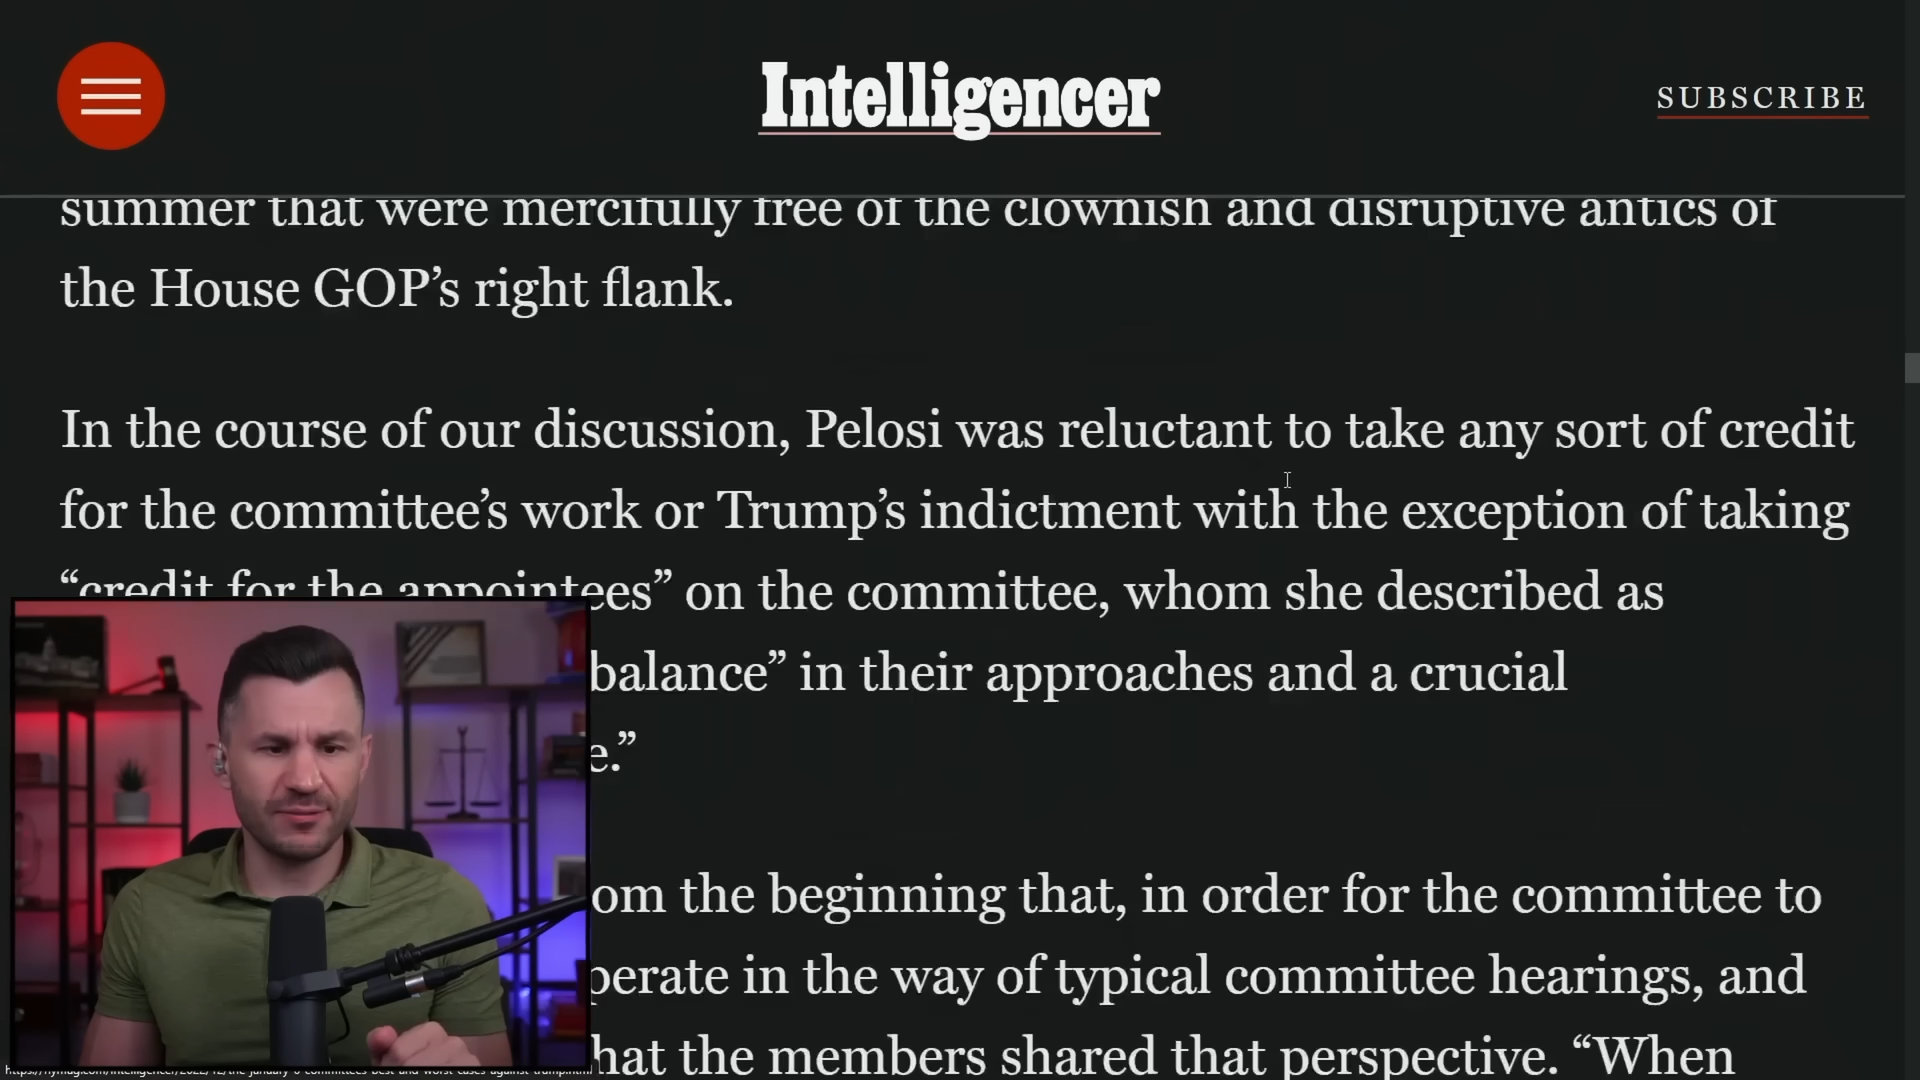 Intelligencer
SUBSCRIBE
summer that were mercifully free of the clownish and disruptive antics of
the House GOP’s right flank.
In the course of our discussion, Pelosi was reluctant to take any sort of credit
for the committee’s work or Trump’s indictment with the exception of taking
“credit for the appointees” on the committee, whom she described as
balance” in their approaches and a crucial
e.”
om the beginning that, in order for the committee to
perate in the way of typical committee hearings, and
hat the members shared that perspective. “When